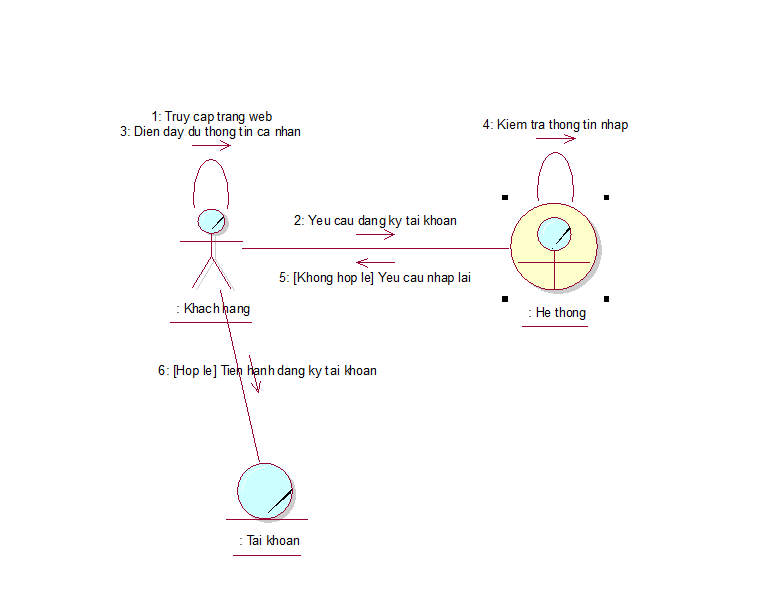 1: Truy cap trang web
3: Dien day du thong tin ca nhan
4: Kiem tra thong tin nhap
2: Yeu cau dang ky tai khoan
5: [Khong hop le] Yeu cau nhap lai
: Khach hang
: He thong
6: [Hop le] Tien hanh dang ky tai khoan
: Tai khoan